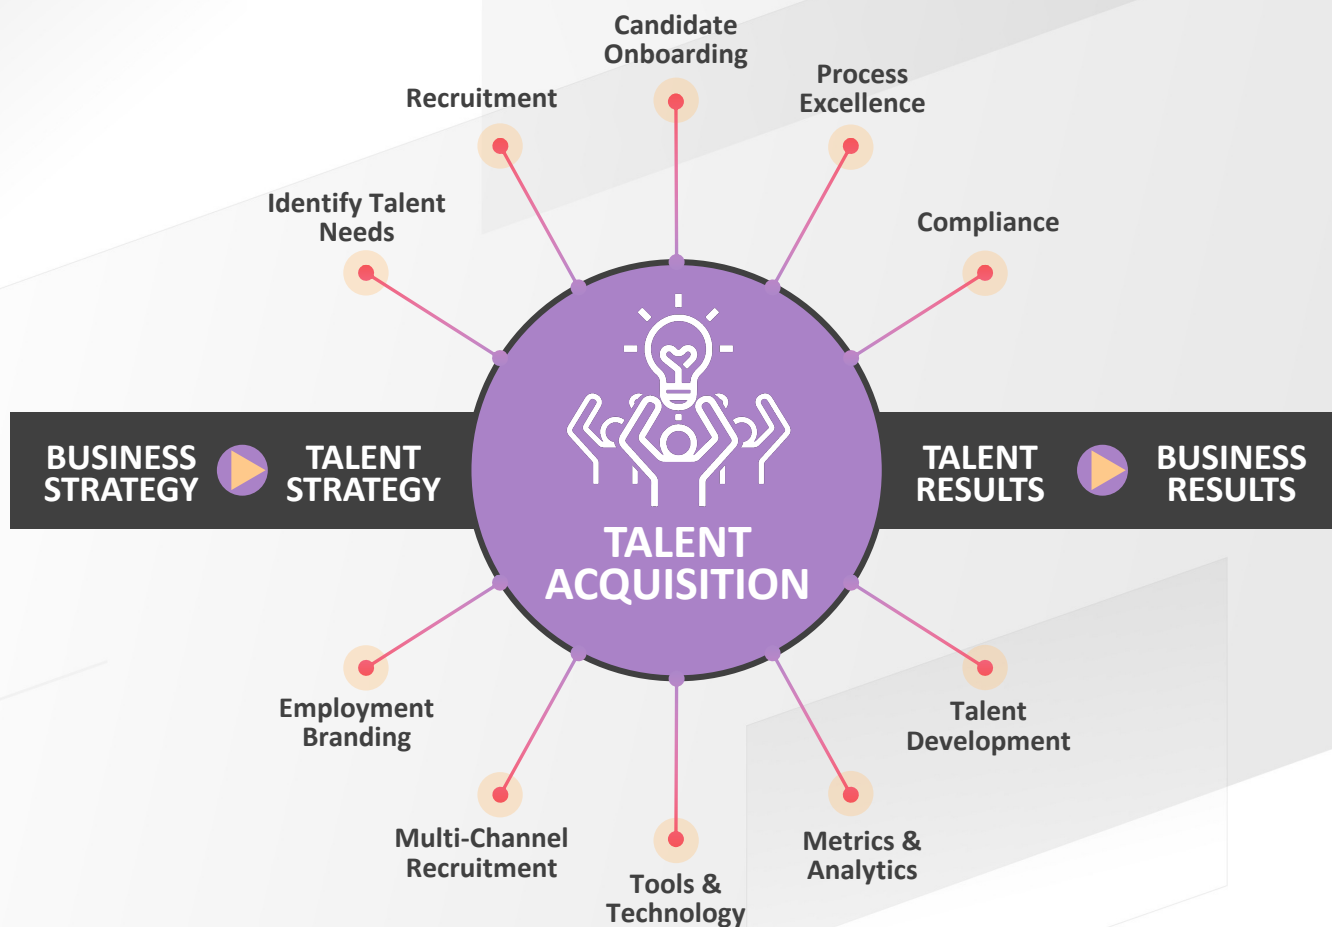 Candidate
Onboarding
Process
Excellence
Recruitment
Identify Talent
Needs
Compliance
BUSINESS
STRATEGY
TALENT
STRATEGY
TALENT
ACQUISITION
TALENT
RESULTS
BUSINESS
RESULTS
Employment
Branding
Talent
Development
Multi-Channel
Recruitment
Metrics &
Analytics
Tools &
Technology